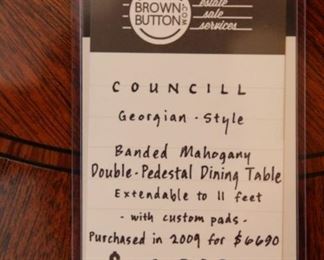 BROWN
BUTTON
.com
estate
sale
services
COUNCILL
Georgian - Style
Banded Mahogany
Double-Pedestal Dining Table
Extendable to 11 feet
- with custom pads -
Purchased in 2009 for $6690
$